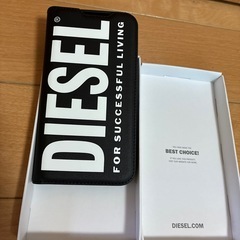 DIESEL®
FOR SUCCESSFUL LIVING
BEST CHOICE!
DIESEL.COM